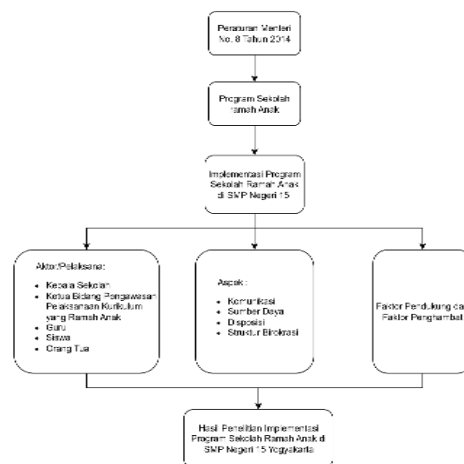 Peraturan Menteri
No. 8 Tahun 2014
Program Sekolah
ramah Anak
Implementasi Program
Sekolah Ramah Anak
di SMP Negeri 15
Aktor/Pelaksana:
• Kepala Sekolah
• Ketua Bidang Pengawasan
Pelaksanaan Kurikulum
yang Ramah Anak
• Guru
• Siswa
• Orang Tua
Aspek :
• Komunikasi
• Sumber Daya
• Disposisi
• Struktur Birokrasi
Faktor Pendukung da
Faktor Penghambat
Hasil Penelitian Implementasi
Program Sekolah Ramah Anak di
SMP Negeri 15 Yogyakarta